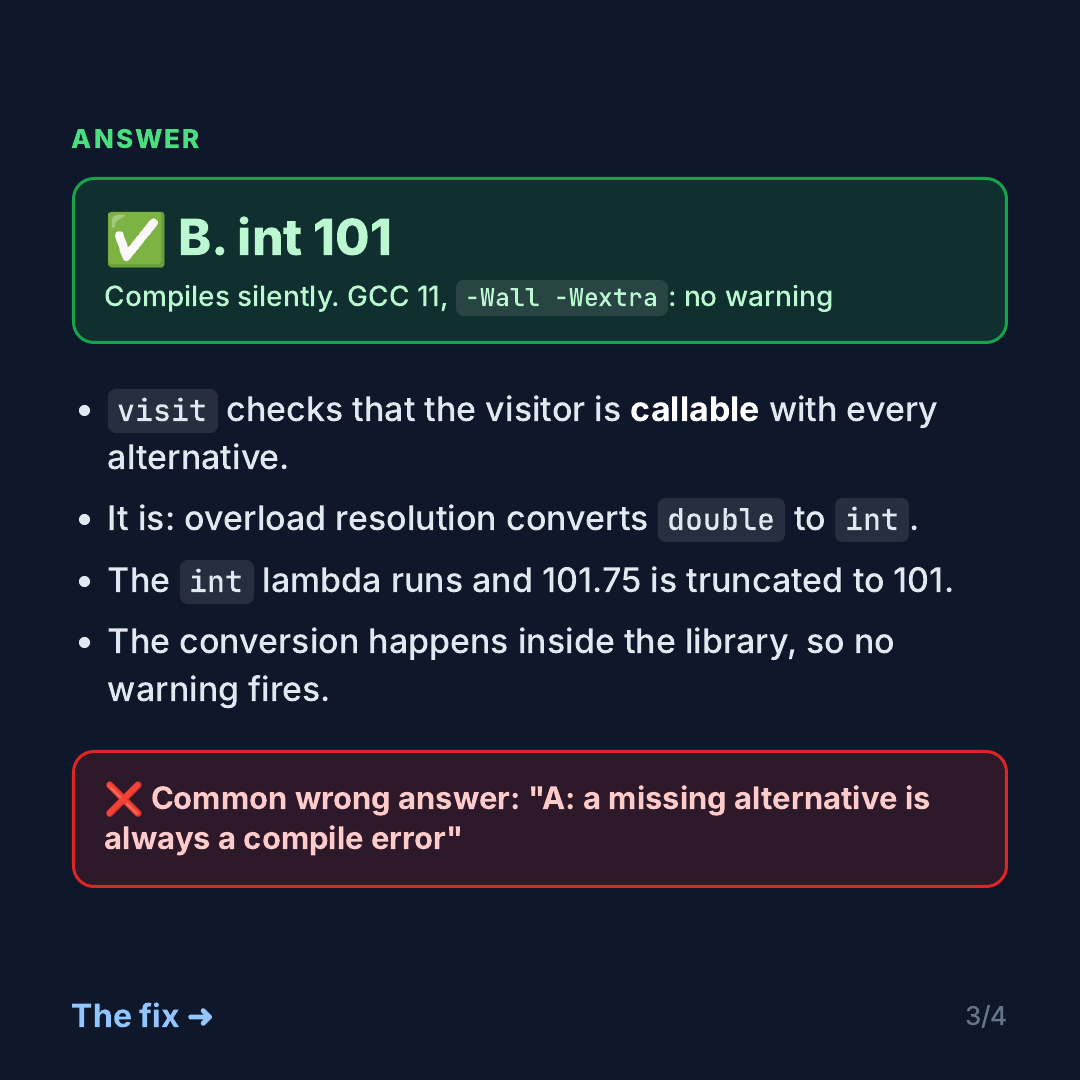 ANSWER
✅ B. int 101
Compiles silently. GCC 11, -Wall -Wextra: no warning
• visit checks that the visitor is callable with every
alternative.
• It is: overload resolution converts double to int.
• The int lambda runs and 101.75 is truncated to 101.
• The conversion happens inside the library, so no
warning fires.
❌ Common wrong answer: "A: a missing alternative is
always a compile error"
The fix ➜
3/4